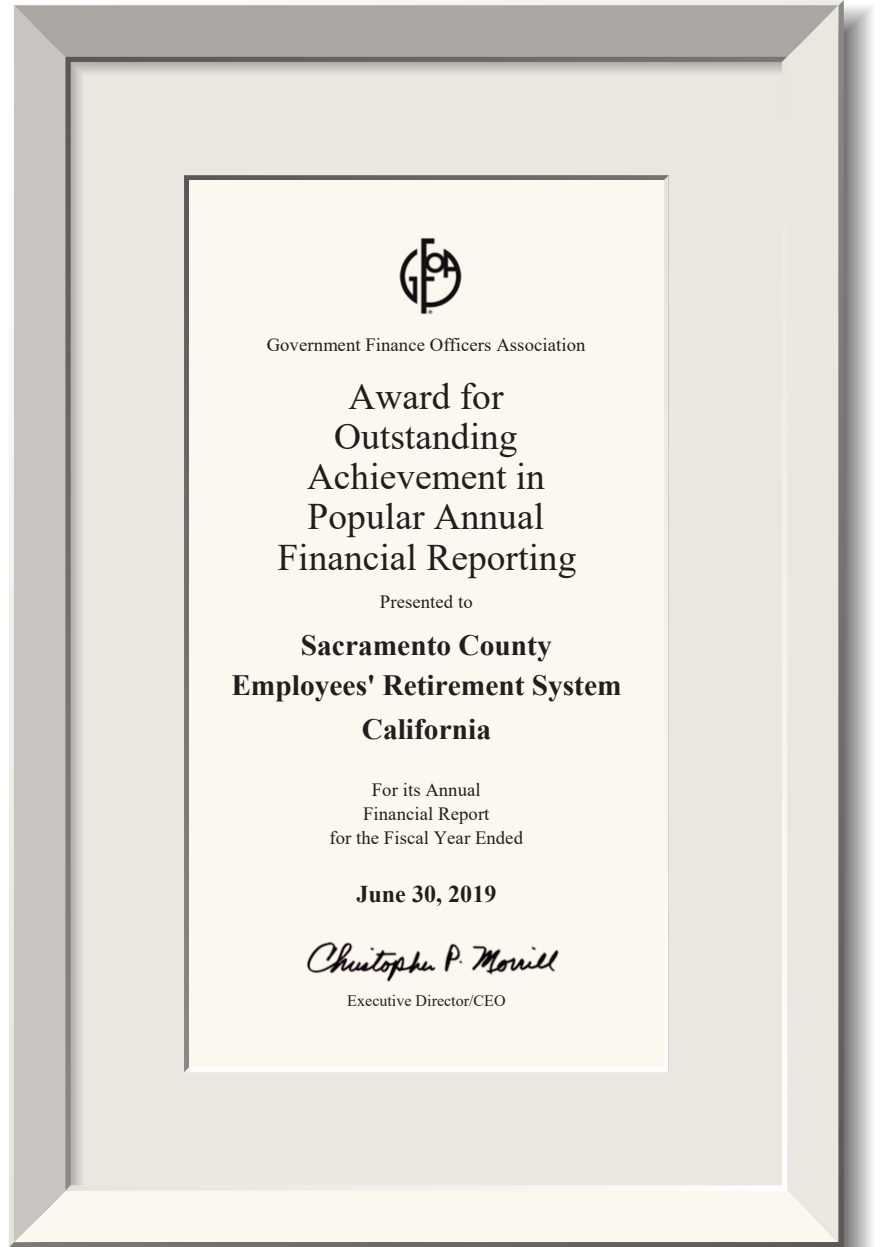 GFOA
Government Finance Officers Association
Award for
Outstanding
Achievement in
Popular Annual
Financial Reporting
Presented to
Sacramento County
Employees' Retirement System
California
For its Annual
Financial Report
for the Fiscal Year Ended
June 30, 2019
Christopher P. Morrill
Executive Director/CEO